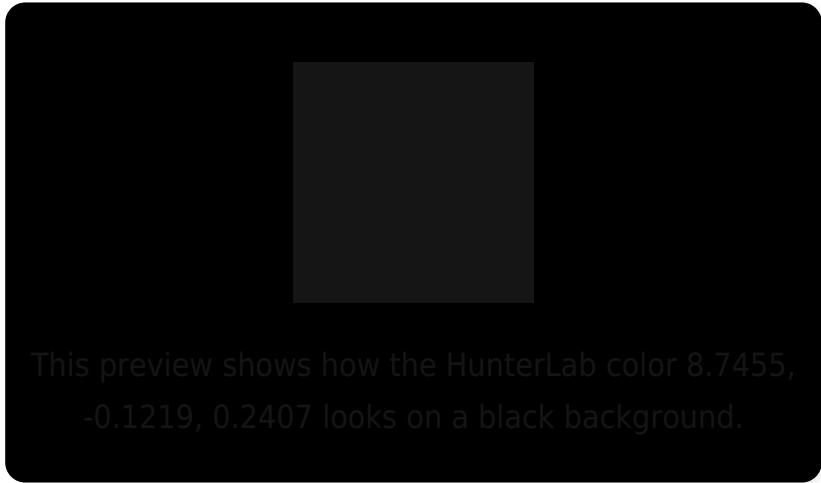 This preview shows how the HunterLab color 8.7455,
-0.1219, 0.2407 looks on a black background.